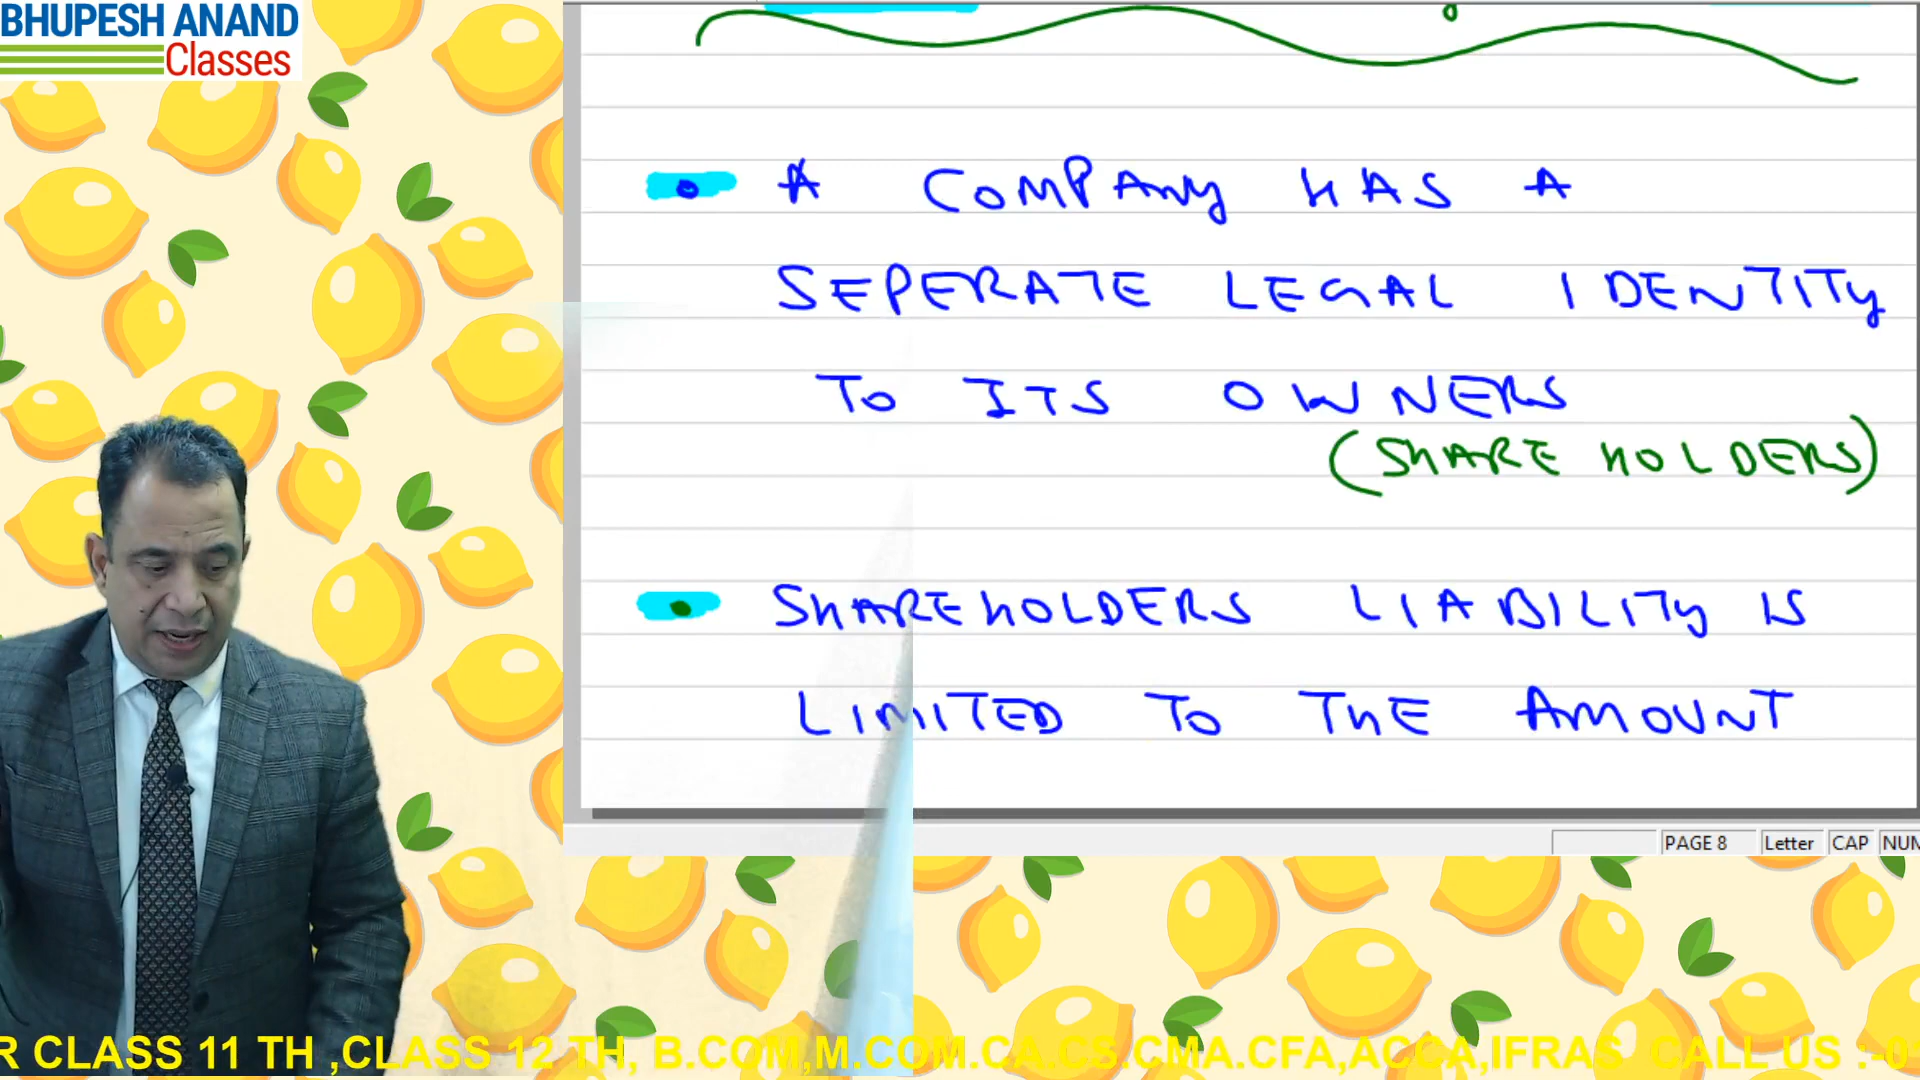 BHUPESH ANAND
Classes
A COMPANY HAS A
SEPERATE LEGAL IDENTITY
TO ITS OWNERS
(SHARE HOLDERS)
SHAREHOLDERS LIABILITY IS
LIMITED TO THE AMOUNT
PAGE 8 Letter CAP NUM
R CLASS 11 TH ,CLASS 12 TH, B.COM,M.COM.CA,CS.CMA.CFA,ACCA,IFRAS CALL US :-0